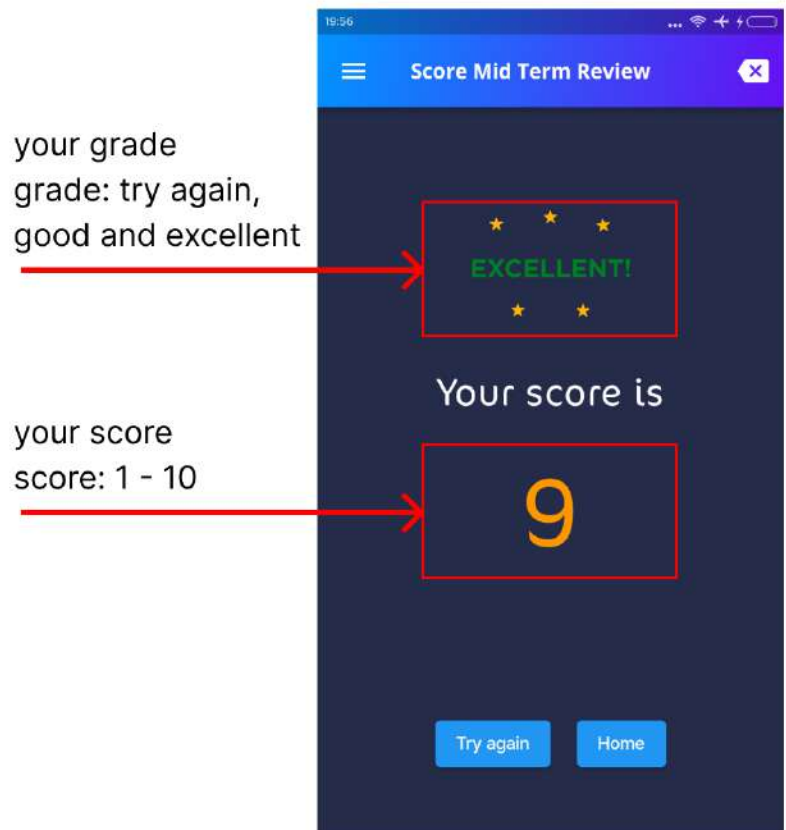 19:56
Score Mid Term Review
your grade
grade: try again,
good and excellent
EXCELLENT!
Your score is
your score
score: 1 - 10
9
Try again
Home